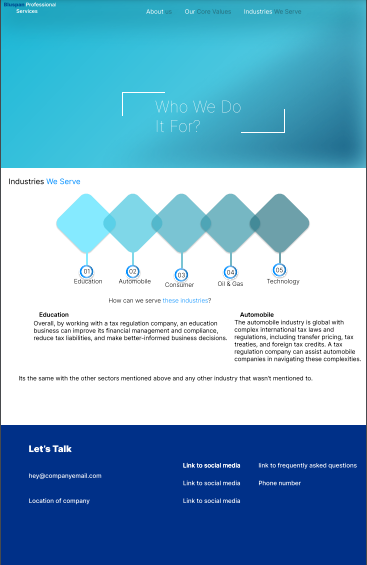 Bluejain Professional
Services
About us
Our Core Values
Industries We Serve
Who We Do
It For?
Industries We Serve
01
02
03
04
05
Education
Automobile
Consumer
Oil & Gas
Technology
How can we serve these industries?
Education
Overall, by working with a tax regulation company, an education
business can improve its financial management and compliance,
reduce tax liabilities, and make better-informed business decisions.
Automobile
The automobile industry is global with
complex international tax laws and
regulations, including transfer pricing, tax
treaties, and foreign tax credits. A tax
regulation company can assist automobile
companies in navigating these complexities.
Its the same with the other sectors mentioned above and any other industry that wasn't mentioned to.
Let's Talk
hey@companyemail.com
Location of company
Link to social media
Link to social media
Link to social media
link to frequently asked questions
Phone number